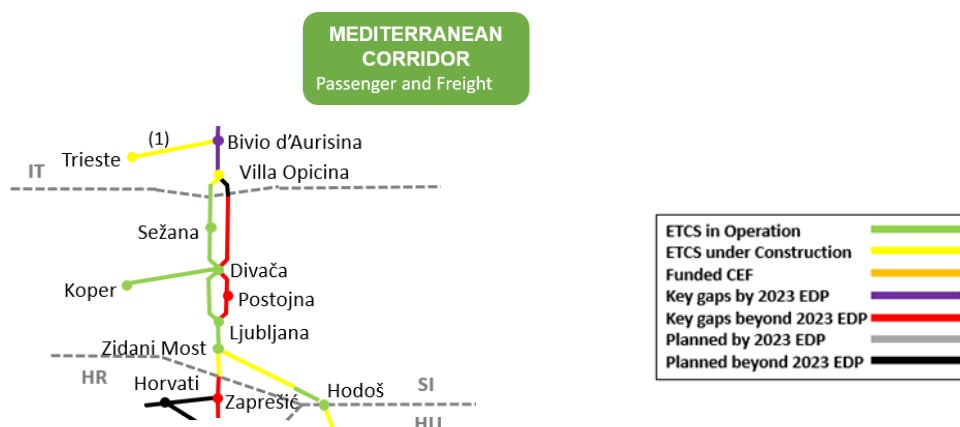 MEDITERRANEAN
CORRIDOR
Passenger and Freight
(1)
Bivio d'Aurisina
Trieste
IT
Villa Opicina
Sežana
Divača
Koper
Postojna
Ljubljana
Zidani Most
HR
Horvati
Hodoš
SI
Zaprešić
HU
ETCS in Operation
ETCS under Construction
Funded CEF
Key gaps by 2023 EDP
Key gaps beyond 2023 EDP
Planned by 2023 EDP
Planned beyond 2023 EDP